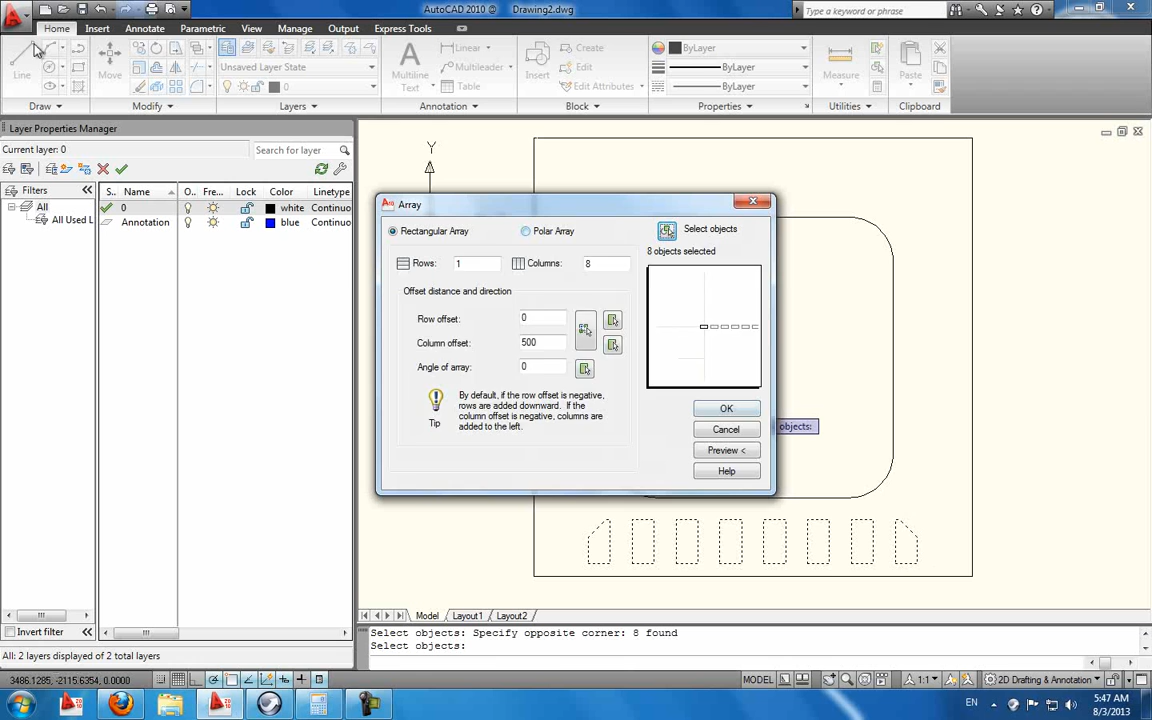 AutoCAD 2010 @ Drawing2.dwg
Type a keyword or phrase
Home Insert Annotate Parametric View Manage Output Express Tools
Line Move Unsaved Layer State 0 Multiline Text Linear Multileader Table Insert Create Edit Edit Attributes ByLayer ByLayer ByLayer Measure Paste
Draw Modify Layers Annotation Block Properties Utilities Clipboard
Layer Properties Manager
Current layer: 0
Search for layer
Filters
All
All Used L
S.. Name O.. Fre... Lock Color Linetype
0 white Continuo
Annotation blue Continuo
Invert filter
All: 2 layers displayed of 2 total layers
Y
Array
Rectangular Array Polar Array Select objects
8 objects selected
Rows: 1 Columns: 8
Offset distance and direction
Row offset: 0
Column offset: 500
Angle of array: 0
Tip
By default, if the row offset is negative,
rows are added downward. If the
column offset is negative, columns are
added to the left.
OK
Cancel
Preview <
Help
objects:
Model Layout1 Layout2
Select objects: Specify opposite corner: 8 found
Select objects:
3486.1285, -2115.6354, 0.0000 MODEL 1:1 2D Drafting & Annotation
EN 5:47 AM
8/3/2013